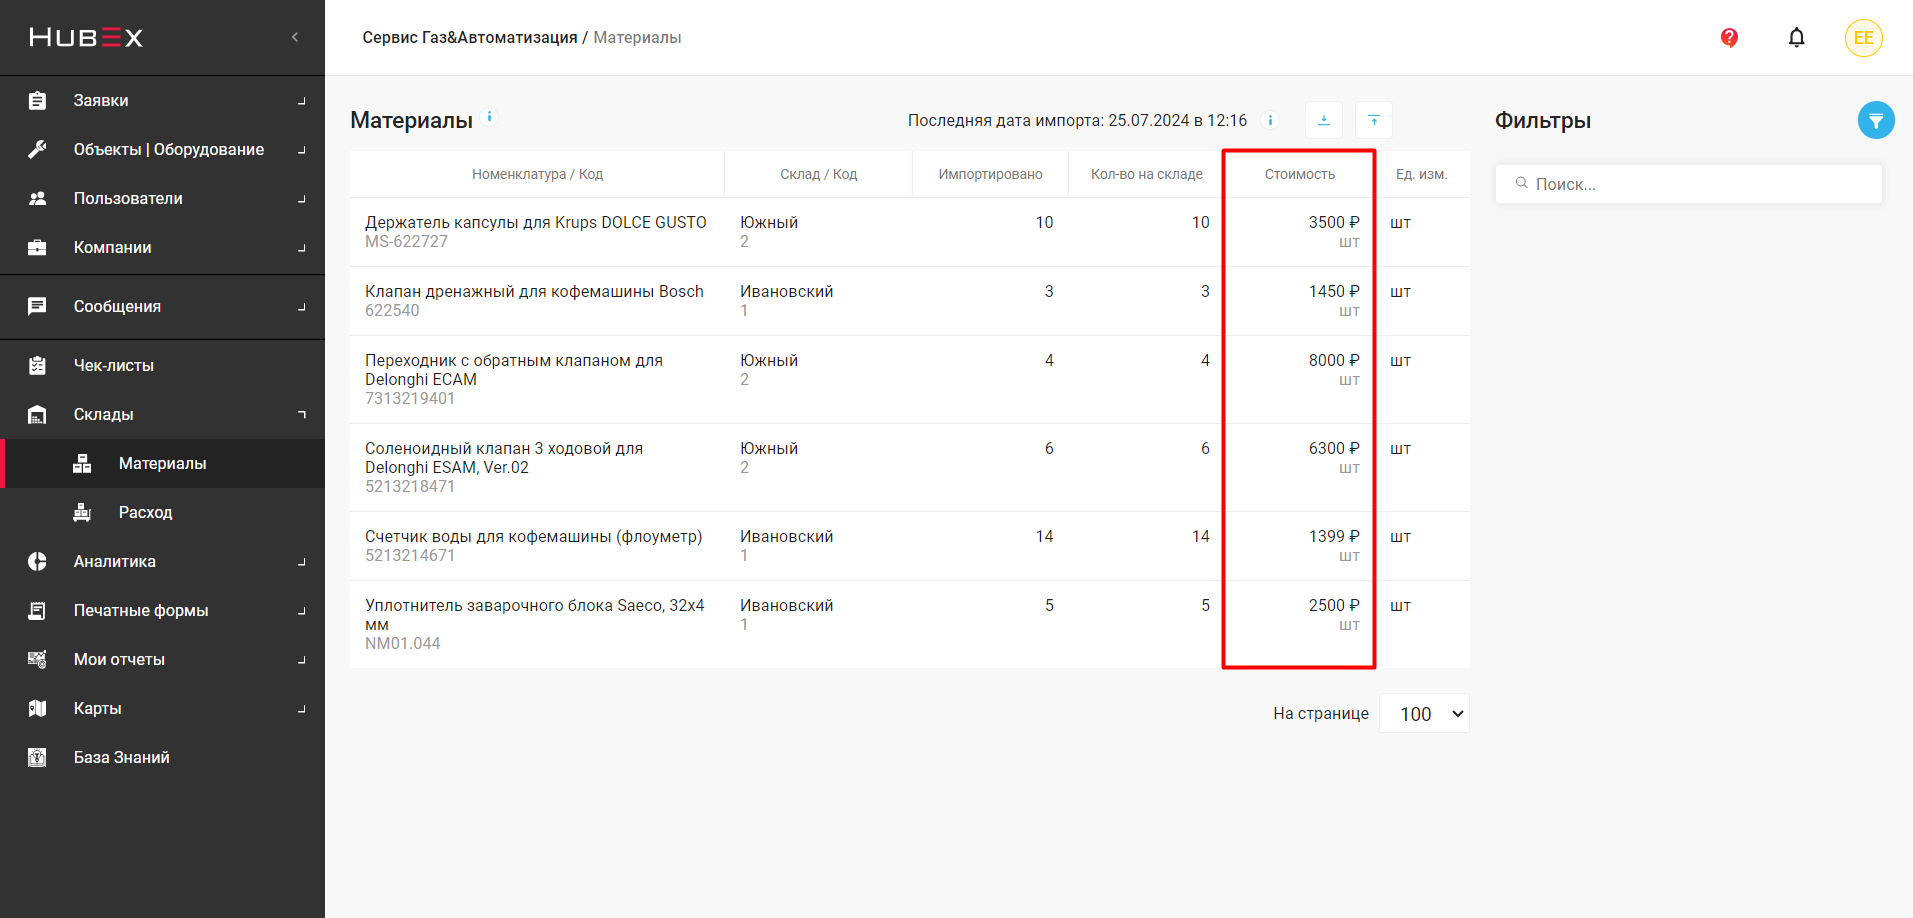 HUBEX
Сервис Газ&Автоматизация / Материалы
EE
Заявки
Объекты | Оборудование
Пользователи
Компании
Сообщения
Чек-листы
Склады
Материалы
Расход
Аналитика
Печатные формы
Мои отчеты
Карты
База Знаний
Материалы
Последняя дата импорта: 25.07.2024 в 12:16
Номенклатура / Код Склад / Код Импортировано Кол-во на складе Стоимость Ед. изм.
Держатель капсулы для Krups DOLCE GUSTO Южный 10 10 3500 ₽ шт
MS-622727 2 шт
Клапан дренажный для кофемашины Bosch Ивановский 3 3 1450 ₽ шт
622540 1 шт
Переходник с обратным клапаном для Южный 4 4 8000 ₽ шт
Delonghi ECAM 2 шт
7313219401
Соленоидный клапан 3 ходовой для Южный 6 6 6300 ₽ шт
Delonghi ESAM, Ver.02 2 шт
5213218471
Счетчик воды для кофемашины (флоуметр) Ивановский 14 14 1399 ₽ шт
5213214671 1 шт
Уплотнитель заварочного блока Saeco, 32x4 Ивановский 5 5 2500 ₽ шт
мм 1 шт
NM01.044
На странице 100
Фильтры
Поиск...